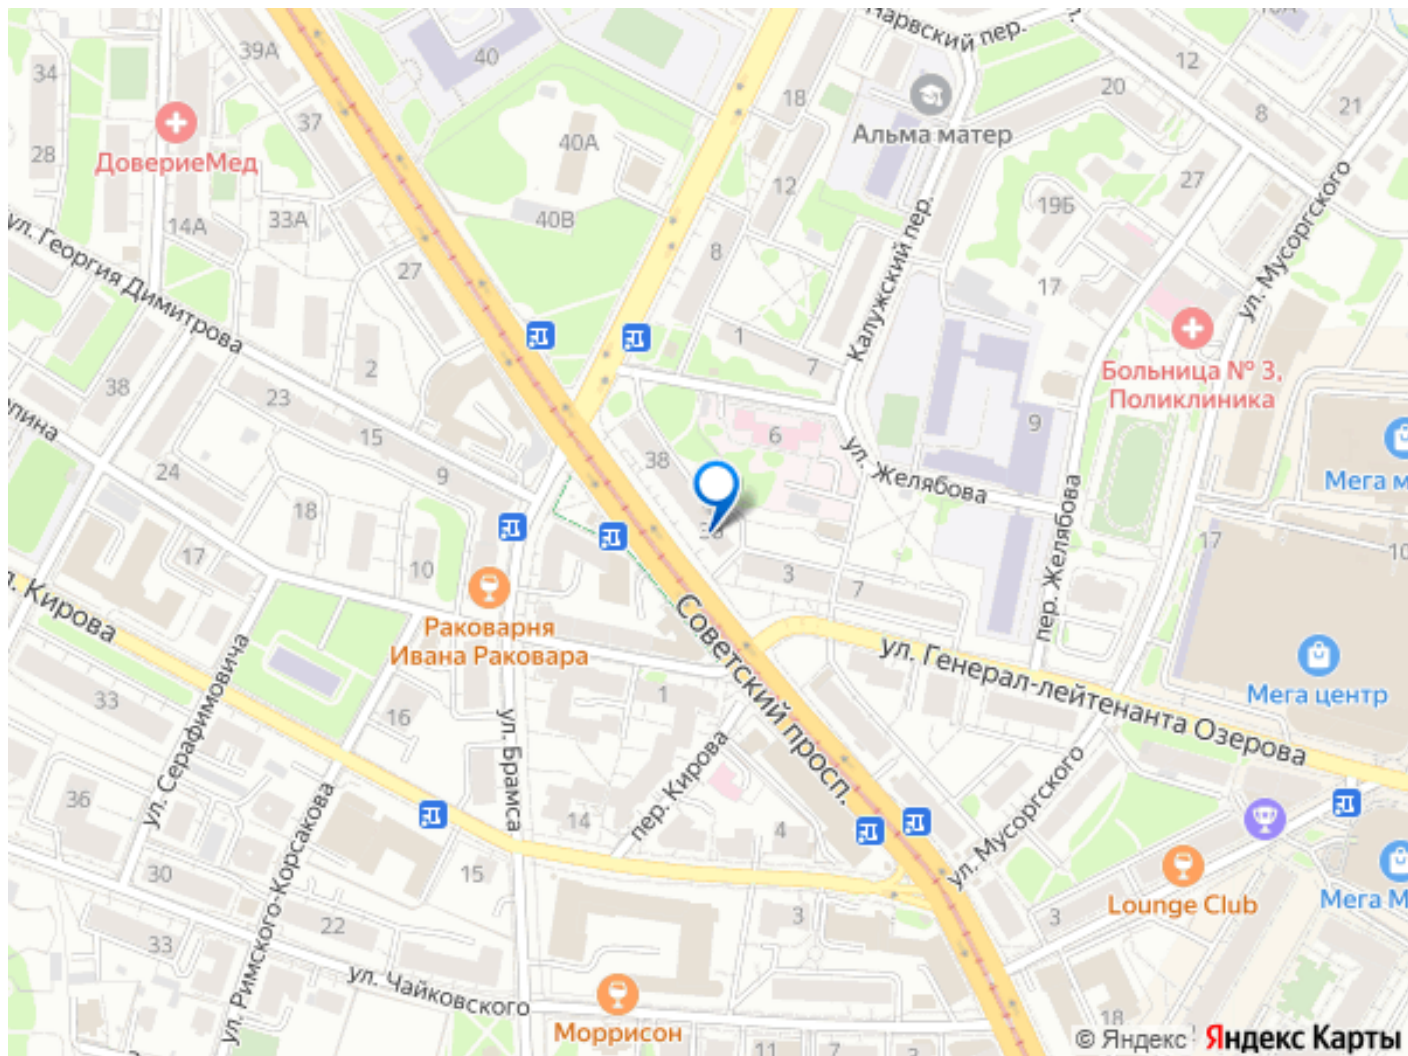 Нарвский пер.
39А
40
12
34
18
20
8
21
Альма матер
37
40А
ДовериеМед
28
12
27
19Б
14А
33А
40В
ул. Мусоргского
ул. Георгия Димитрова
27
8
Калужский пер.
17
1
7
2
38
Больница № 3,
Поликлиника
23
15
38
6
9
Мега м
24
9
ул. Желябова
18
17
10
17
10
3
7
пер. Желябова
Кирова
Раковарня
Ивана Раковара
Советский просп.
ул. Генерал-лейтенанта Озерова
Мега центр
33
16
1
ул. Серафимовича
ул. Брамса
пер. Кирова
36
14
4
ул. Мусоргского
ул. Римского-Корсакова
30
15
Lounge Club
Мега М
22
3
3
33
ул. Чайковского
Моррисон
18
11
7
3
© Яндекс Яндекс Карты